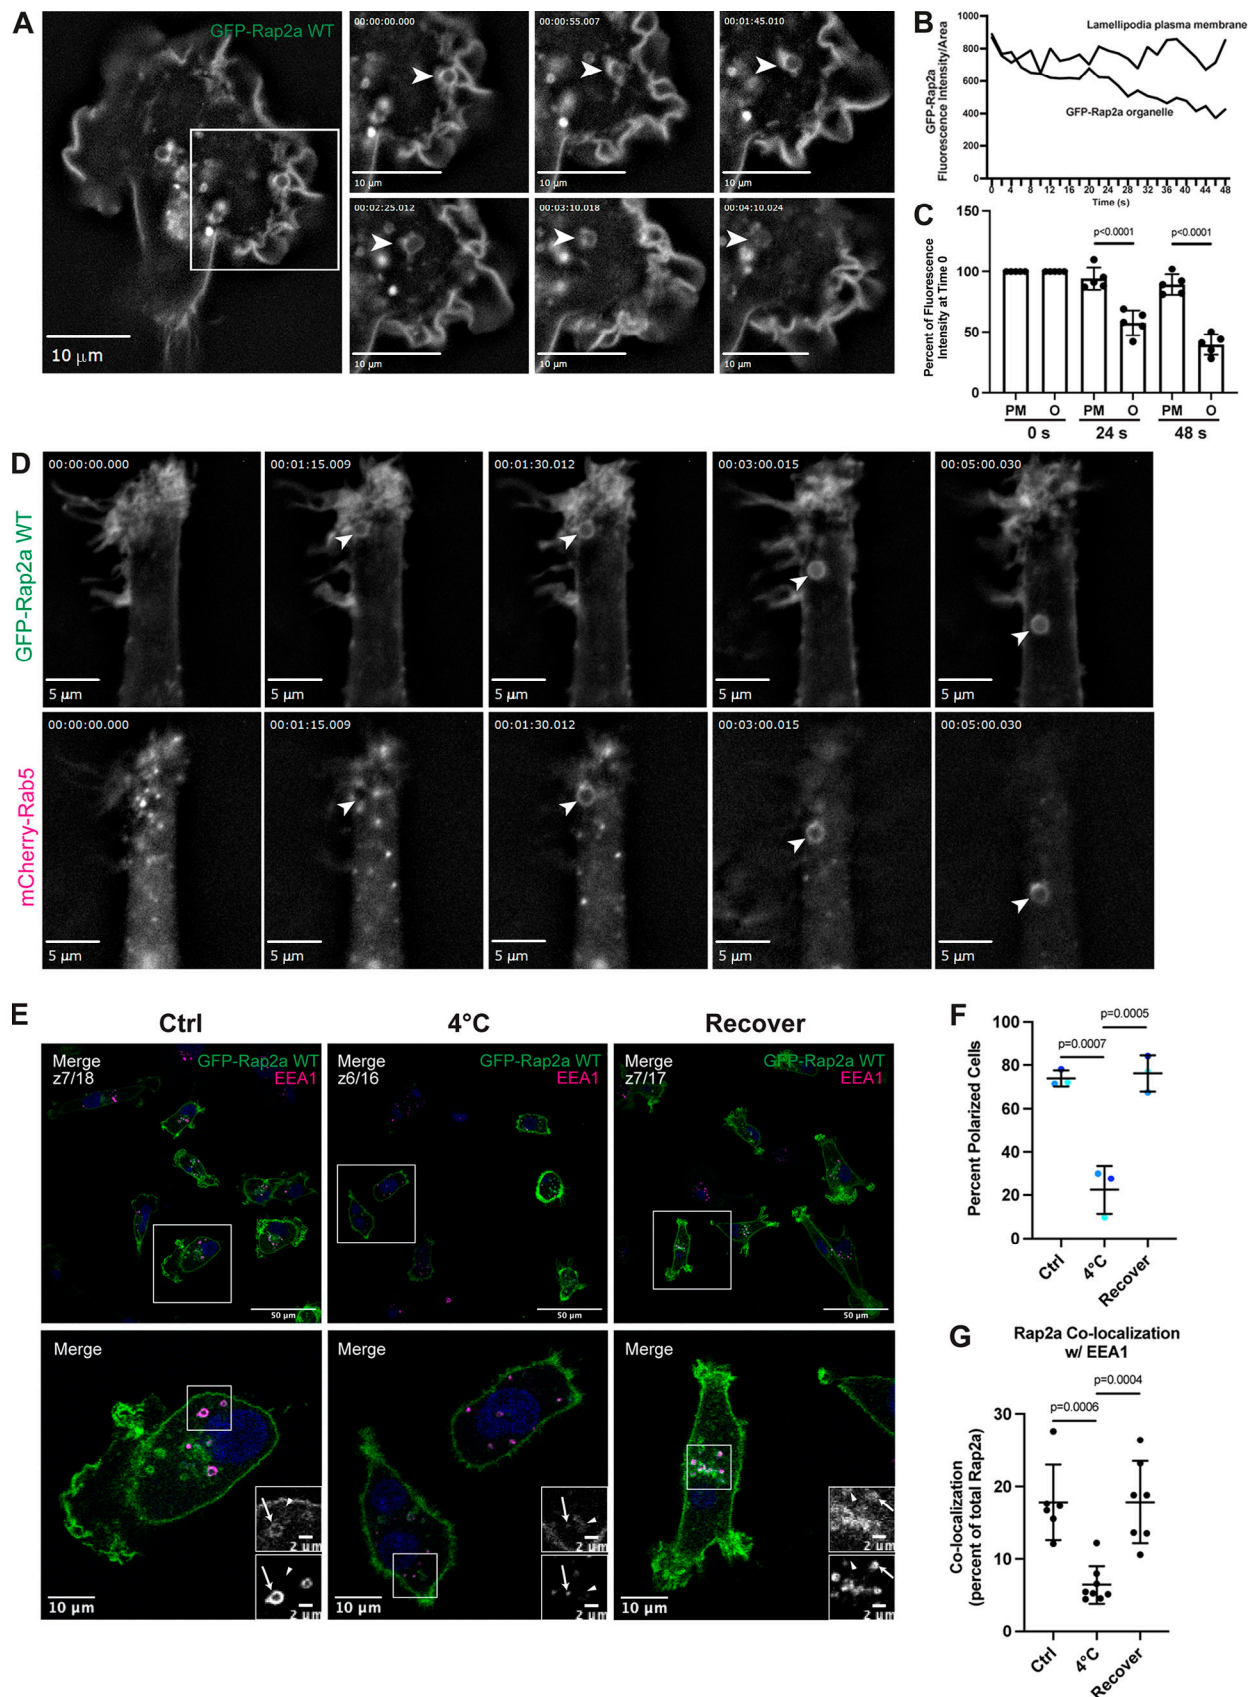 A
GFP-Rap2a WT
10 μm
00:00:00.000
10 μm
00:00:55.007
10 μm
00:01:45.010
10 μm
00:02:25.012
10 μm
00:03:10.018
10 μm
00:04:10.024
10 μm
B
GFP-Rap2a
Fluorescence Intensity/Area
1000
800
600
400
200
0
Lamellipodia plasma membrane
GFP-Rap2a organelle
0 4 8 12 16 20 24 28 32 36 40 44 48
Time (s)
C
Percent of Fluorescence
Intensity at Time 0
150
100
50
0
p<0.0001
p<0.0001
PM O PM O PM O
0 s 24 s 48 s
D
GFP-Rap2a WT
00:00:00.000
5 μm
00:01:15.009
5 μm
00:01:30.012
5 μm
00:03:00.015
5 μm
00:05:00.030
5 μm
mCherry-Rab5
00:00:00.000
5 μm
00:01:15.009
5 μm
00:01:30.012
5 μm
00:03:00.015
5 μm
00:05:00.030
5 μm
E
Ctrl
4°C
Recover
Merge
z7/18
GFP-Rap2a WT
EEA1
50 μm
Merge
z6/16
GFP-Rap2a WT
EEA1
50 μm
Merge
z7/17
GFP-Rap2a WT
EEA1
50 μm
Merge
10 μm
2 μm
2 μm
Merge
10 μm
2 μm
2 μm
Merge
10 μm
2 μm
2 μm
F
Percent Polarized Cells
100
80
60
40
20
0
p=0.0007
p=0.0005
Ctrl
4°C
Recover
G
Rap2a Co-localization
w/ EEA1
Co-localization
(percent of total Rap2a)
30
20
10
0
p=0.0006
p=0.0004
Ctrl
4°C
Recover